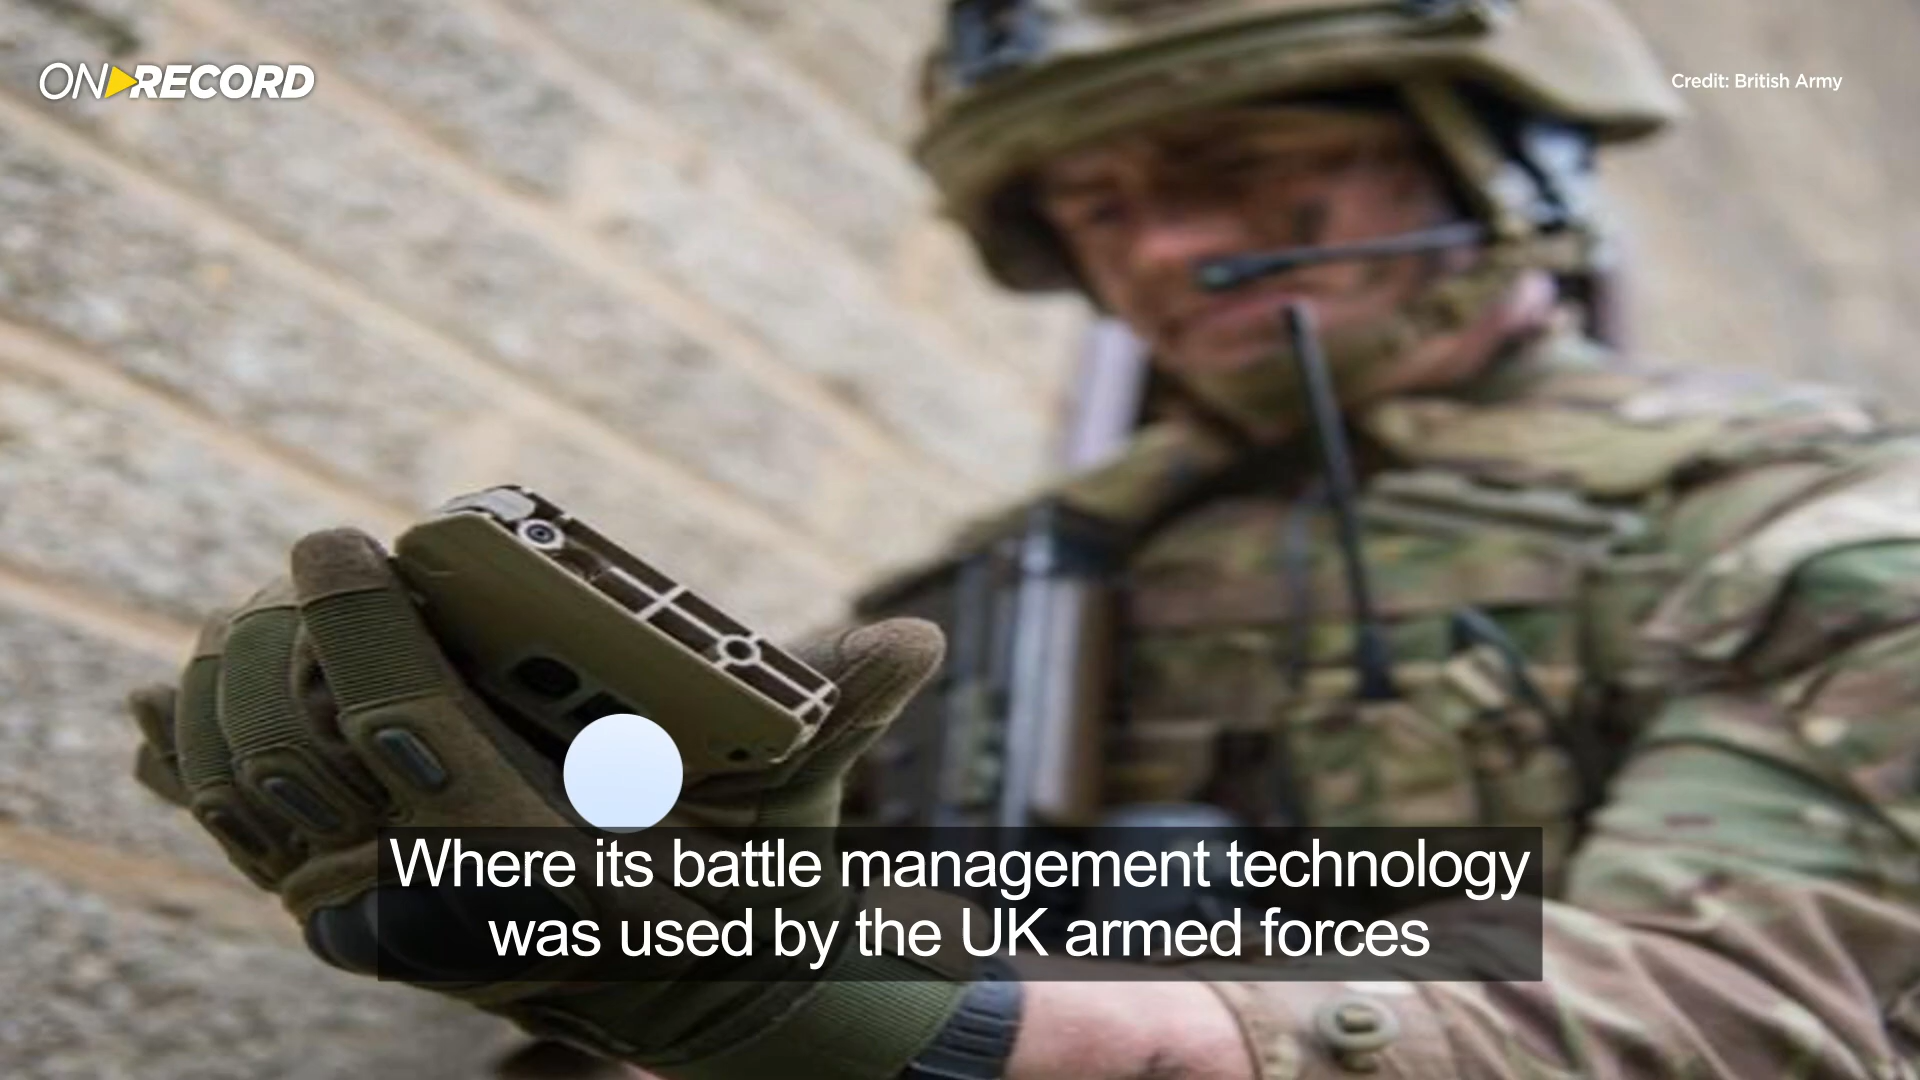 ON RECORD
Credit: British Army
Where its battle management technology
was used by the UK armed forces